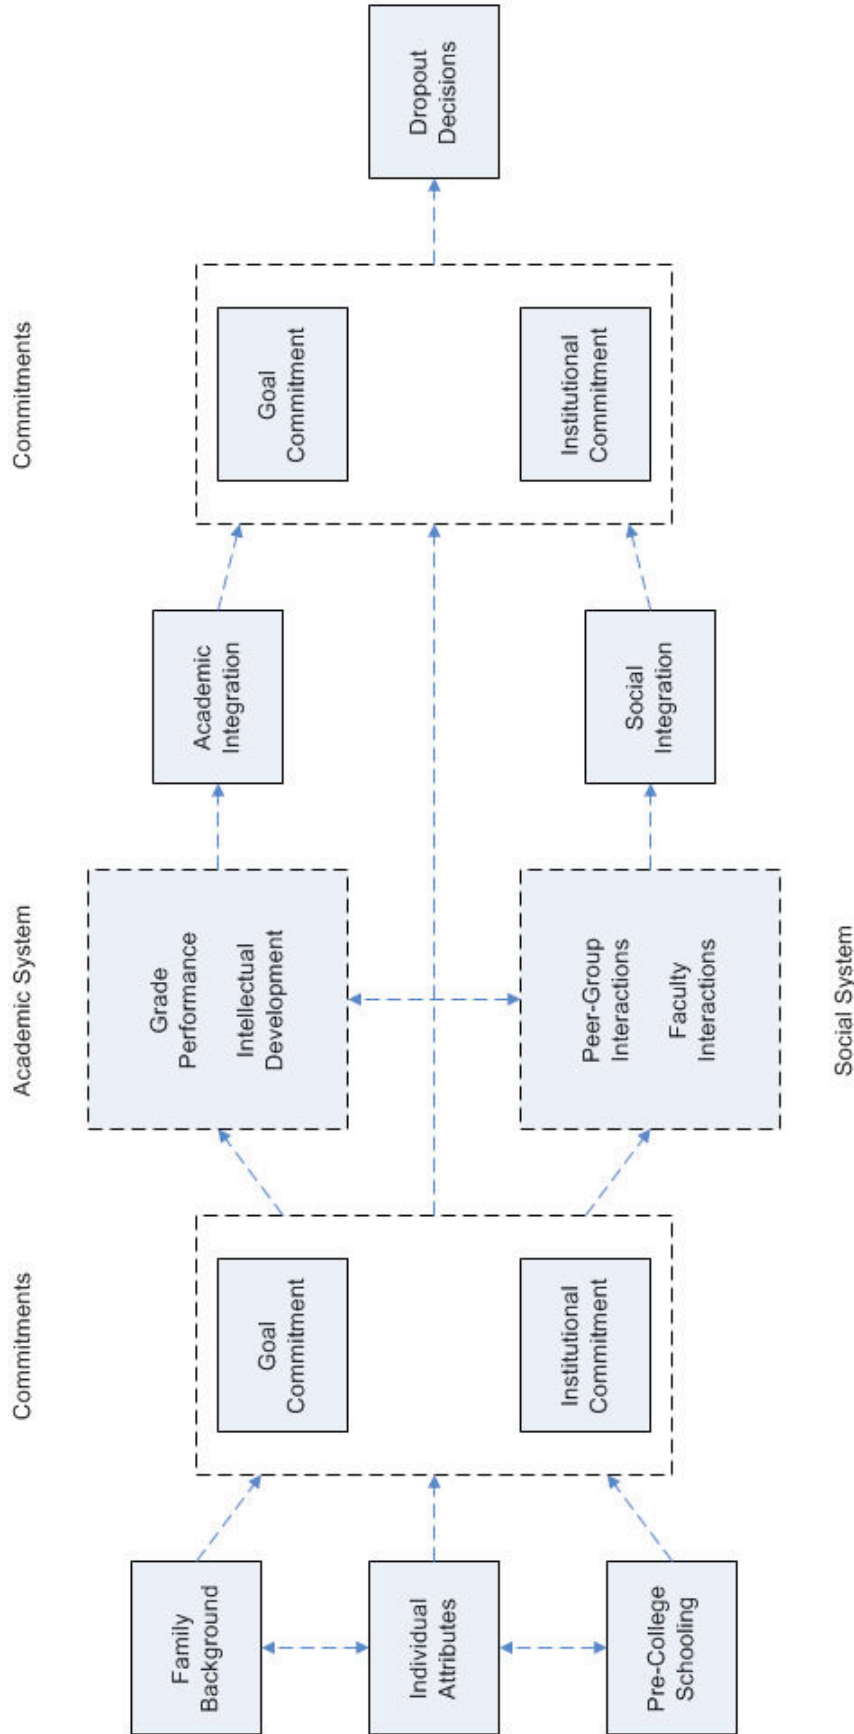 Commitments
Academic System
Commitments
Family
Background
Individual
Attributes
Pre-College
Schooling
Goal
Commitment
Institutional
Commitment
Grade
Performance
Intellectual
Development
Peer-Group
Interactions
Faculty
Interactions
Academic
Integration
Social
Integration
Goal
Commitment
Institutional
Commitment
Dropout
Decisions
Social System